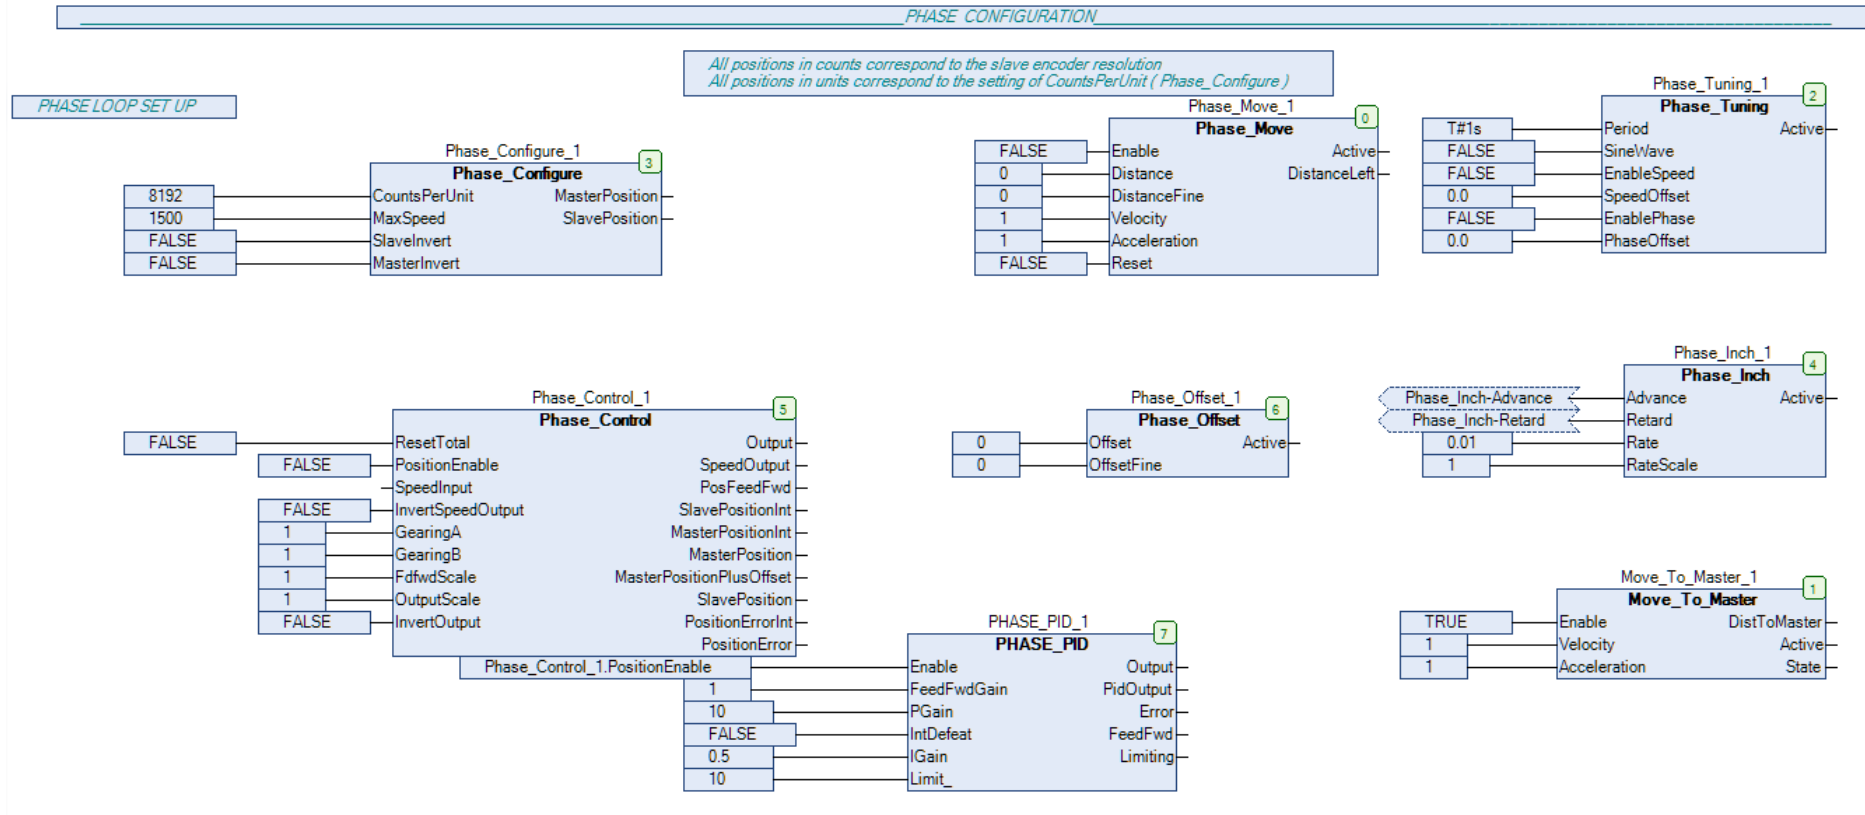 PHASE CONFIGURATION
All positions in counts correspond to the slave encoder resolution
All positions in units correspond to the setting of CountsPerUnit ( Phase_Configure )
PHASE LOOP SET UP
Phase_Configure_1
3
Phase_Configure
8192 CountsPerUnit MasterPosition
1500 MaxSpeed SlavePosition
FALSE SlaveInvert
FALSE MasterInvert
Phase_Move_1
0
Phase_Move
FALSE Enable Active
0 Distance DistanceLeft
0 DistanceFine
1 Velocity
1 Acceleration
FALSE Reset
Phase_Tuning_1
2
Phase_Tuning
T#1s Period Active
FALSE SineWave
FALSE EnableSpeed
0.0 SpeedOffset
FALSE EnablePhase
0.0 PhaseOffset
Phase_Control_1
5
Phase_Control
FALSE ResetTotal Output
FALSE PositionEnable SpeedOutput
SpeedInput PosFeedFwd
FALSE InvertSpeedOutput SlavePositionInt
1 GearingA MasterPositionInt
1 GearingB MasterPosition
1 FdfwdScale MasterPositionPlusOffset
1 OutputScale SlavePosition
FALSE InvertOutput PositionErrorInt
PositionError
Phase_Offset_1
6
Phase_Offset
0 Offset Active
0 OffsetFine
Phase_Inch_1
4
Phase_Inch
Phase_Inch-Advance Advance Active
Phase_Inch-Retard Retard
0.01 Rate
1 RateScale
PHASE_PID_1
7
PHASE_PID
Phase_Control_1.PositionEnable Enable Output
1 FeedFwdGain PidOutput
10 PGain Error
FALSE IntDefeat FeedFwd
0.5 IGain Limiting
10 Limit_
Move_To_Master_1
1
Move_To_Master
TRUE Enable DistToMaster
1 Velocity Active
1 Acceleration State